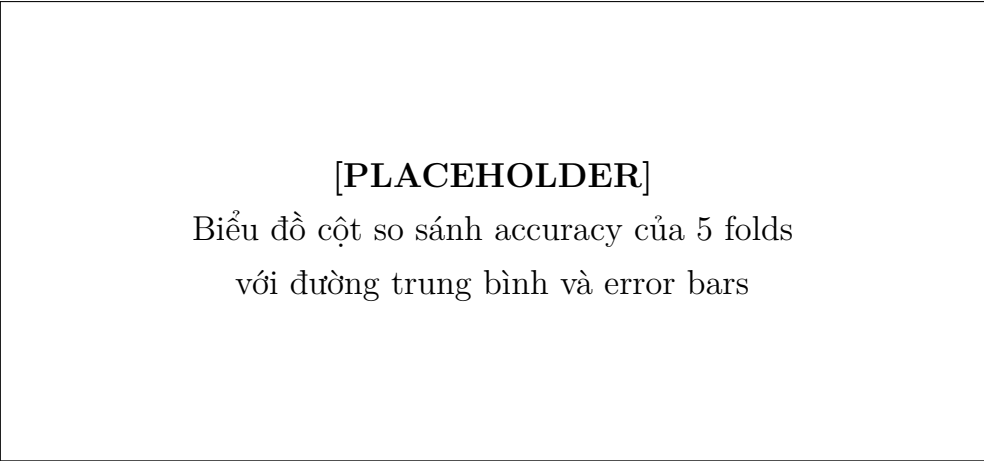 [PLACEHOLDER]
Biểu đồ cột so sánh accuracy của 5 folds
với đường trung bình và error bars